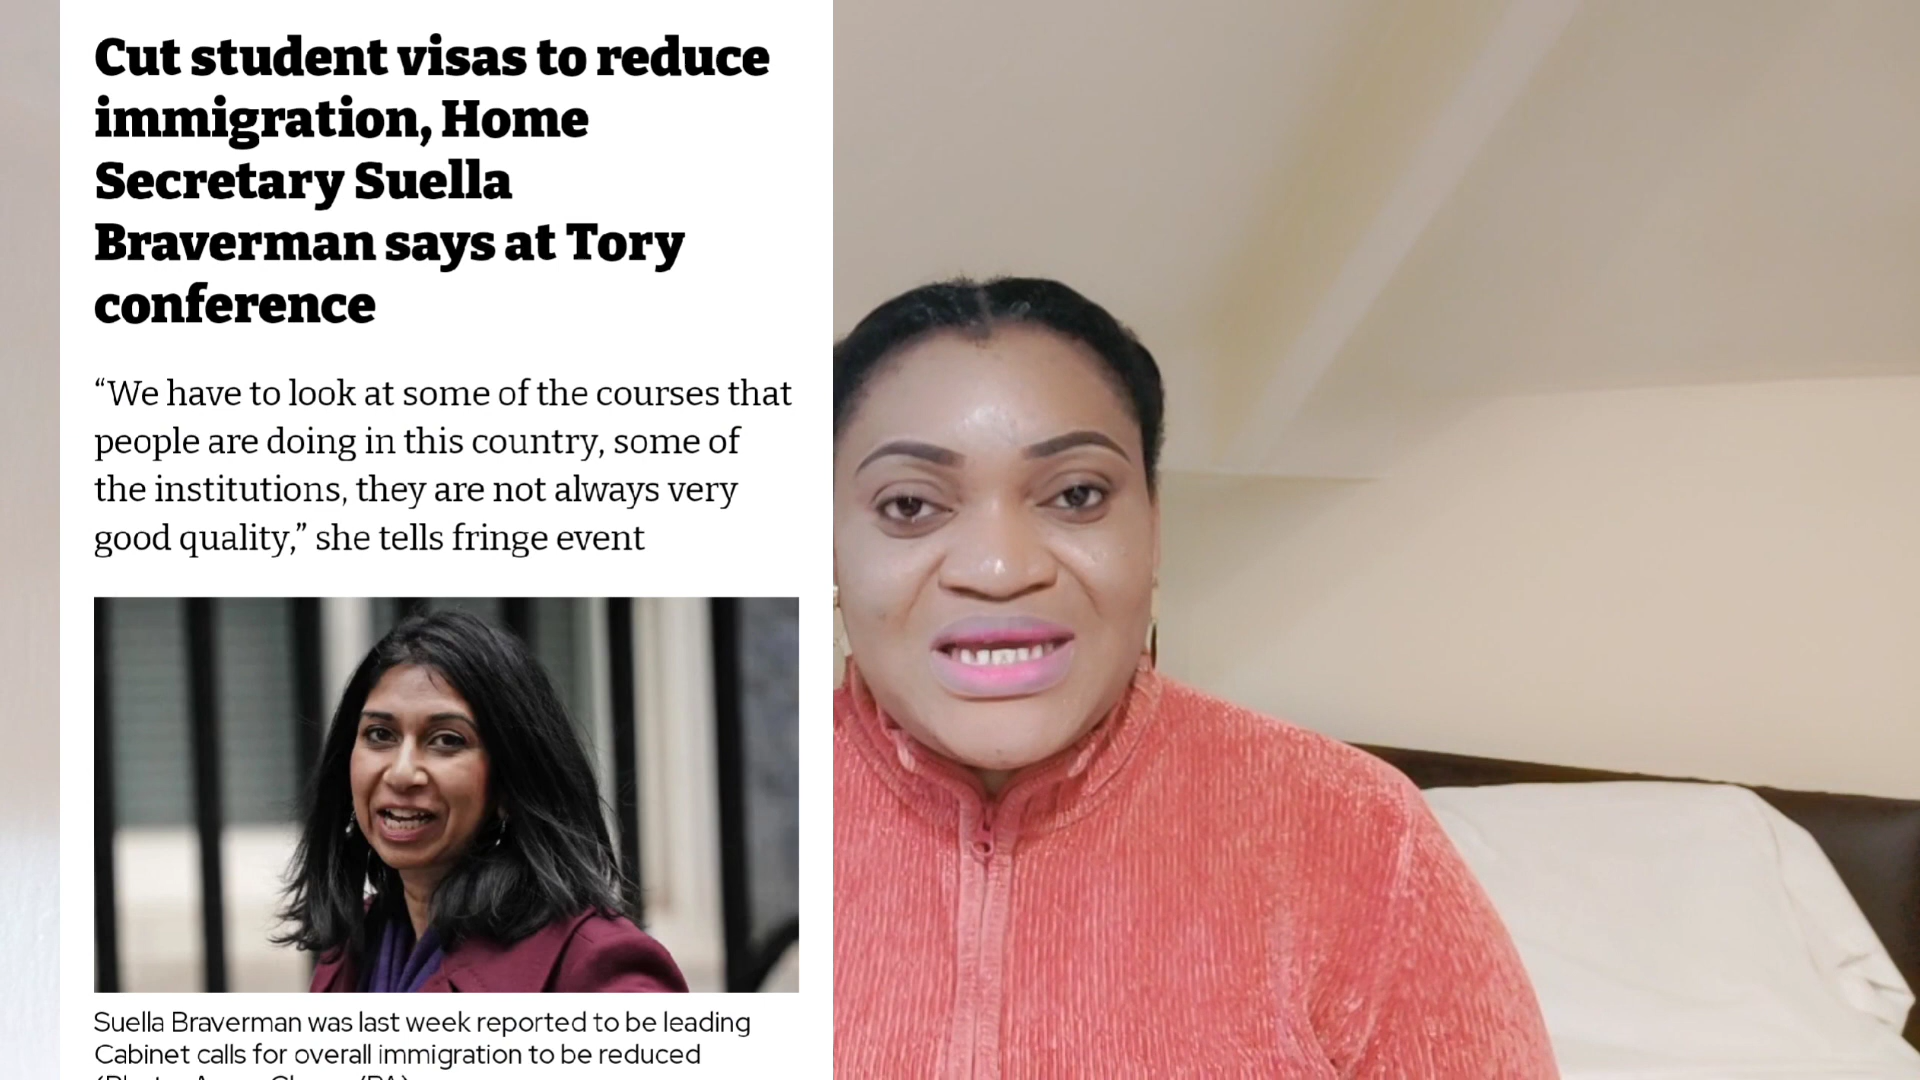 Cut student visas to reduce
immigration, Home
Secretary Suella
Braverman says at Tory
conference
“We have to look at some of the courses that
people are doing in this country, some of
the institutions, they are not always very
good quality,” she tells fringe event
Suella Braverman was last week reported to be leading
Cabinet calls for overall immigration to be reduced